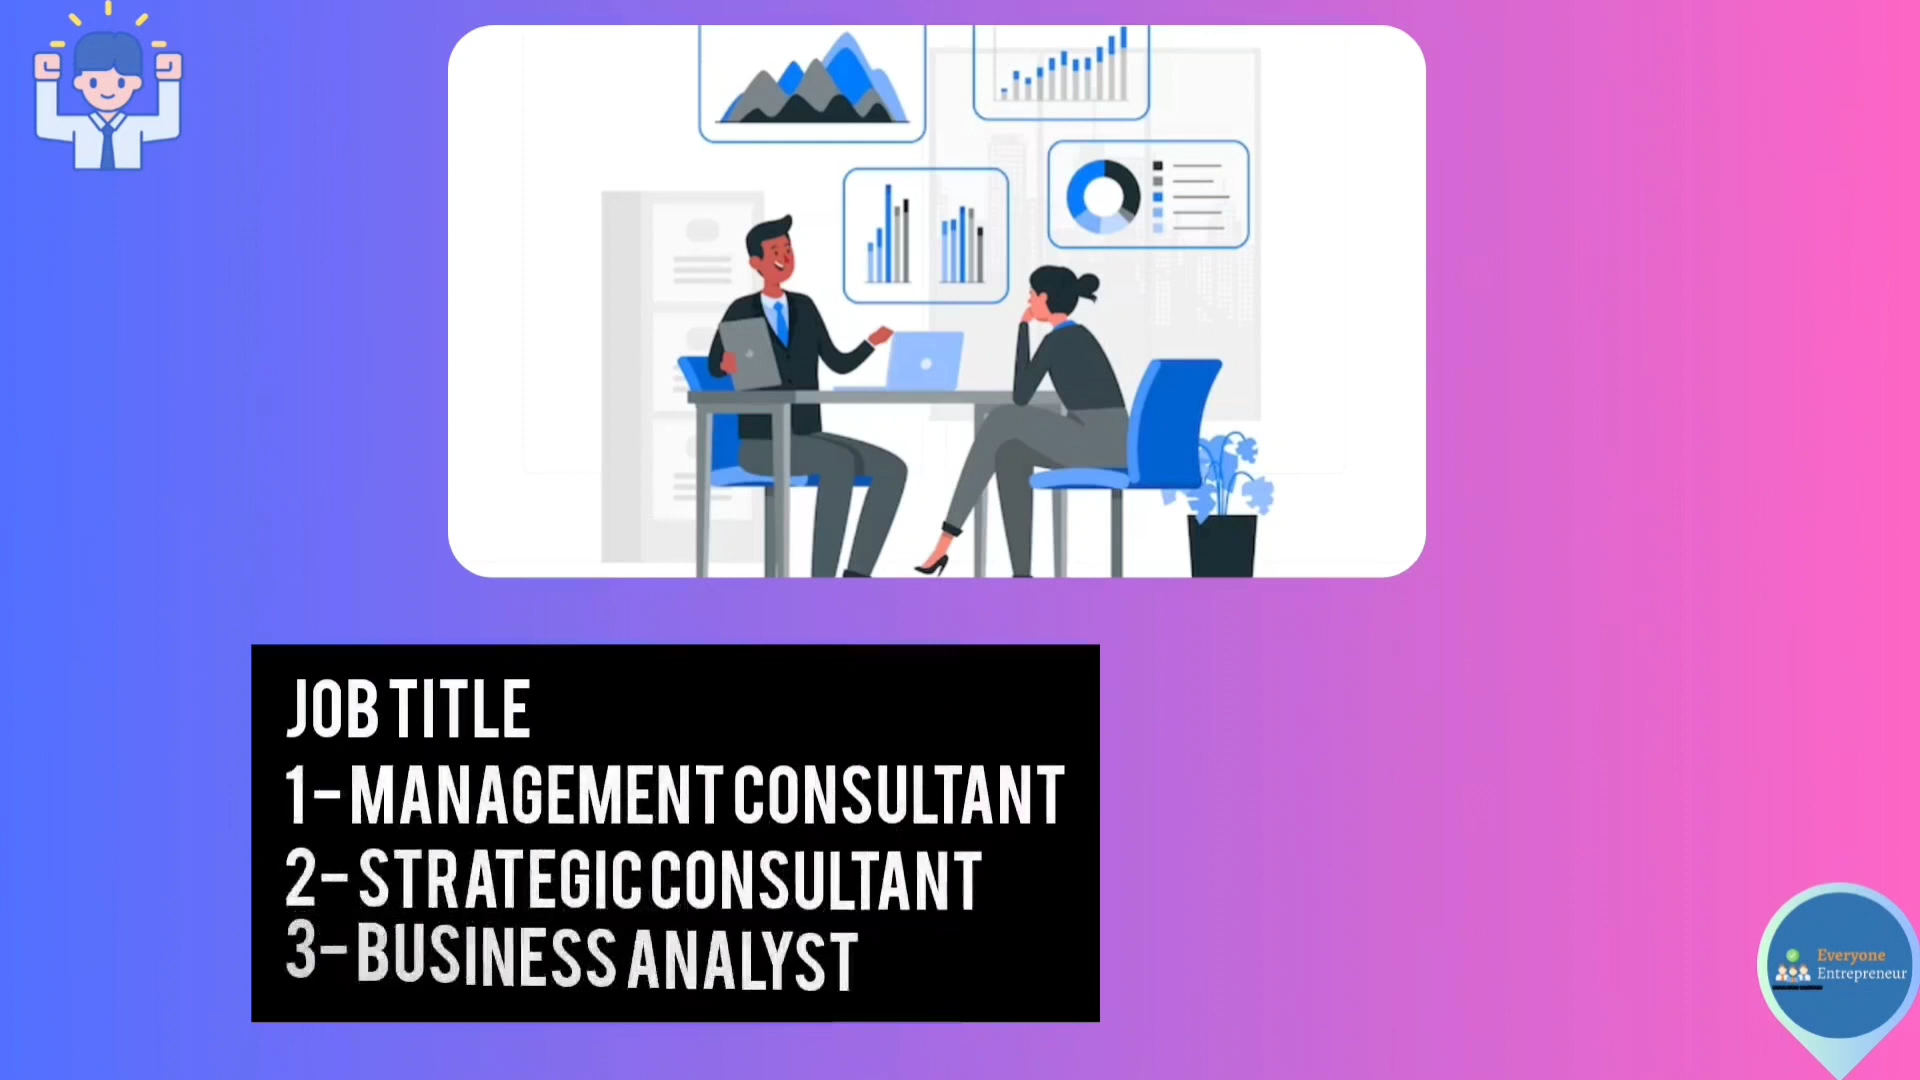 JOB TITLE
1- MANAGEMENT CONSULTANT
2- STRATEGIC CONSULTANT
3- BUSINESS ANALYST
Everyone
Entrepreneur